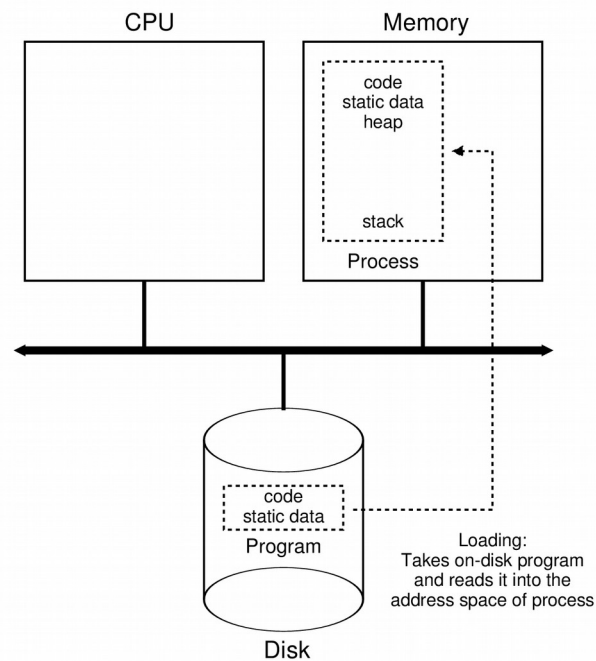 CPU
Memory
code
static data
heap
stack
Process
code
static data
Program
Loading:
Takes on-disk program
and reads it into the
address space of process
Disk